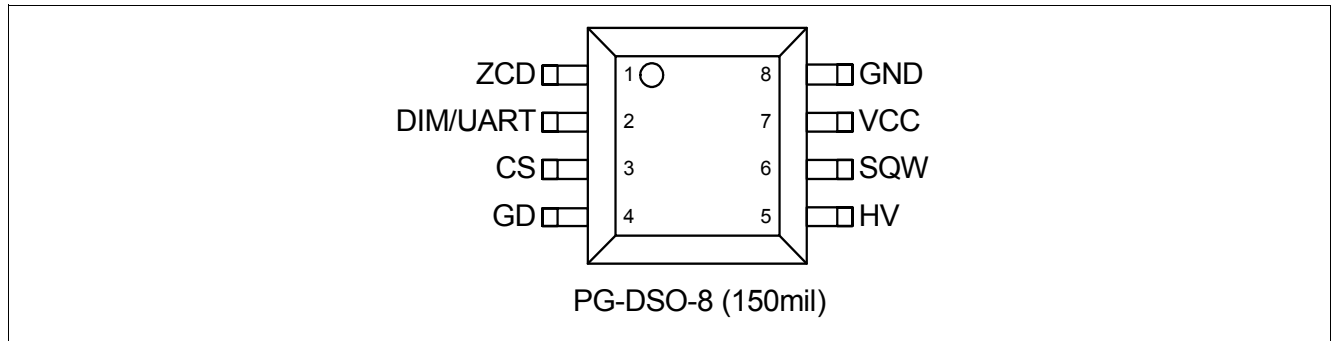 ZCD 1 8 GND
DIM/UART 2 7 VCC
CS 3 6 SQW
GD 4 5 HV
PG-DSO-8 (150mil)